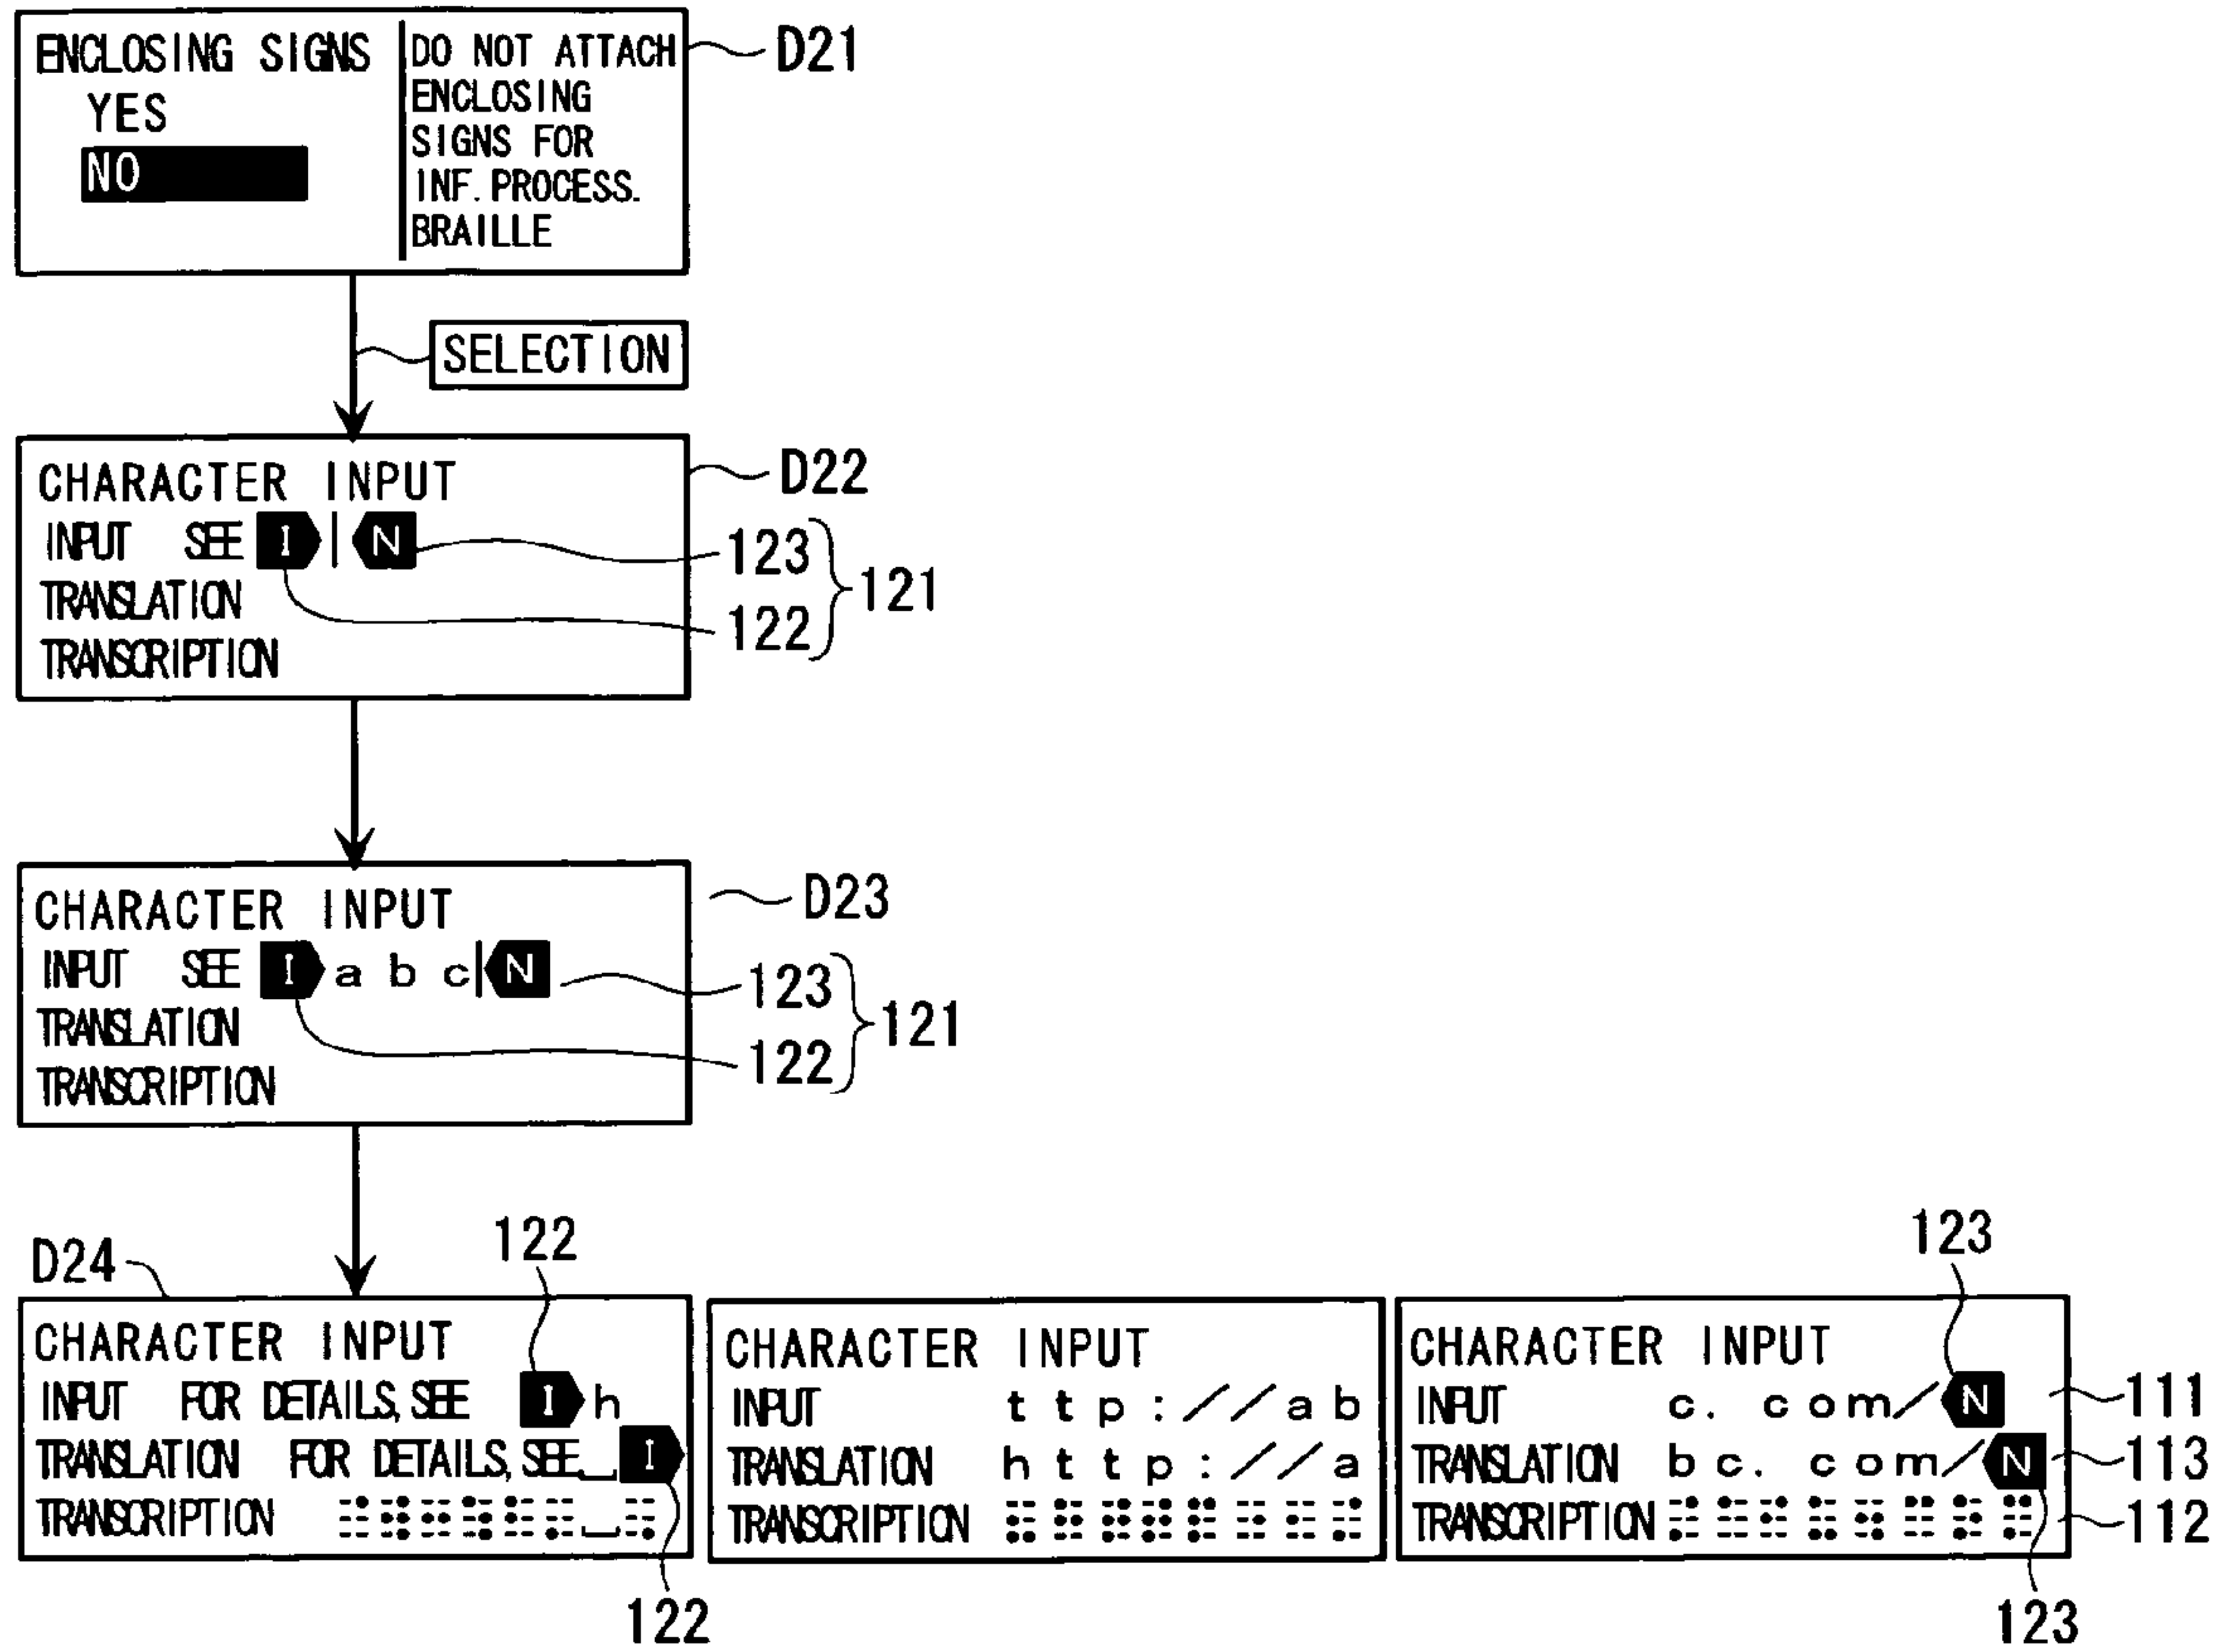 ENCLOSING SIGNS
YES
NO
DO NOT ATTACH
ENCLOSING
SIGNS FOR
INF. PROCESS.
BRAILLE
D21
SELECTION
CHARACTER INPUT
INPUT SEE I | N
TRANSLATION
TRANSCRIPTION
D22
123
122
121
CHARACTER INPUT
INPUT SEE I a b c | N
TRANSLATION
TRANSCRIPTION
D23
123
122
121
D24
122
CHARACTER INPUT
INPUT FOR DETAILS, SEE I h
TRANSLATION FOR DETAILS, SEE I
TRANSCRIPTION
122
CHARACTER INPUT
INPUT t t p : / / a b
TRANSLATION h t t p : / / a
TRANSCRIPTION
123
CHARACTER INPUT
INPUT c . c o m / N
TRANSLATION b c . c o m / N
TRANSCRIPTION
111
113
112
123